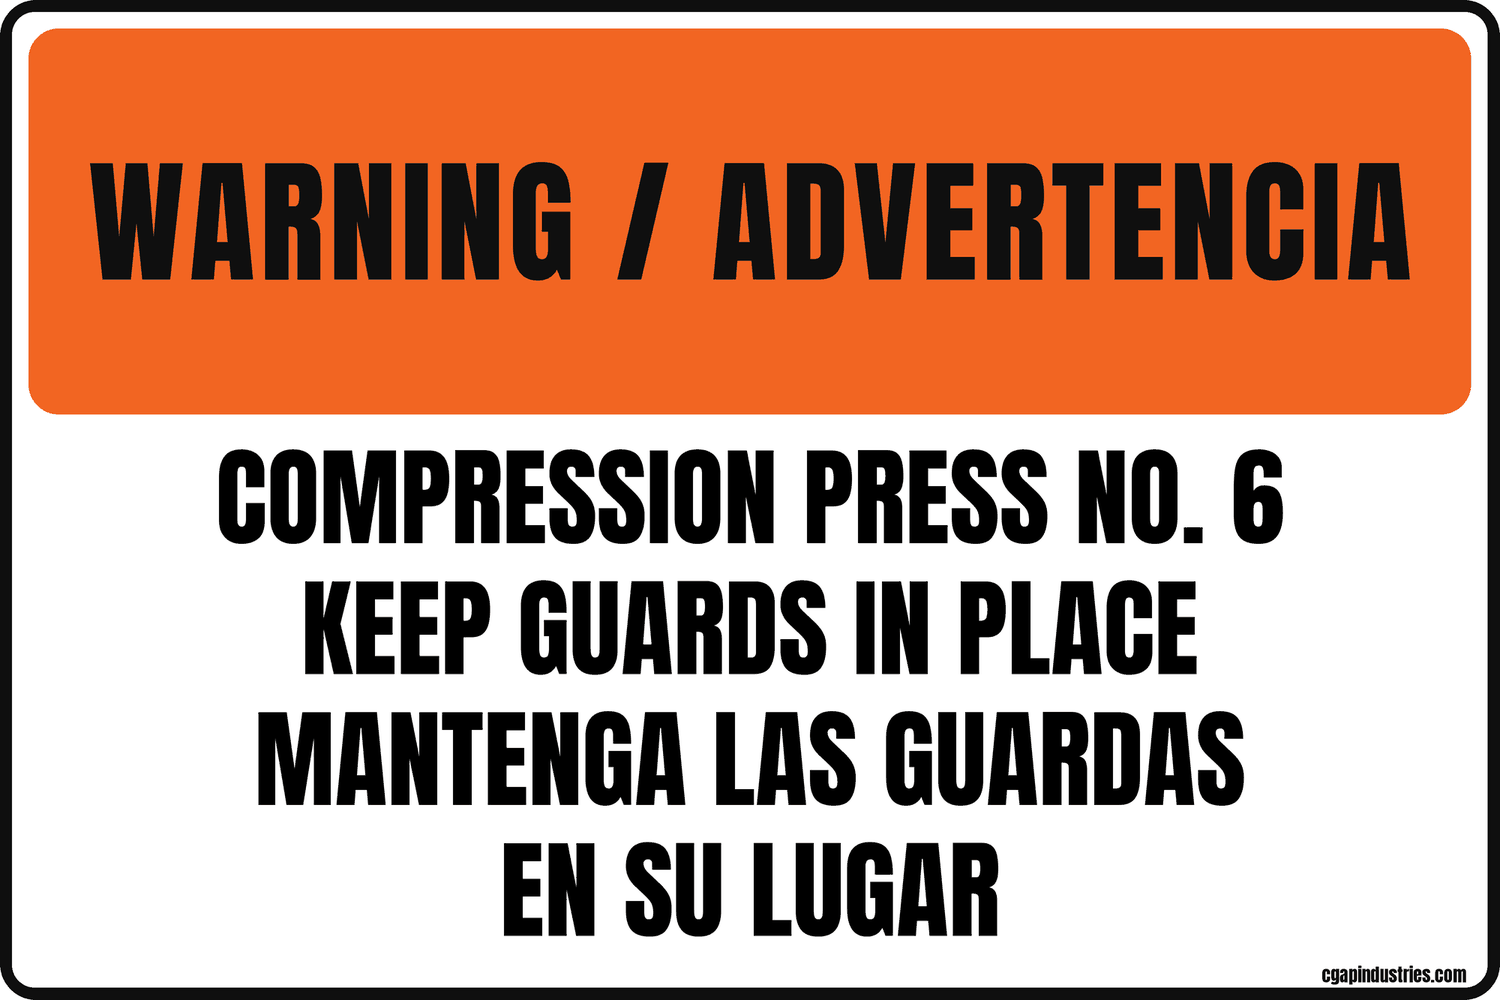 WARNING / ADVERTENCIA
COMPRESSION PRESS NO. 6
KEEP GUARDS IN PLACE
MANTENGA LAS GUARDAS
EN SU LUGAR
cgapindustries.com